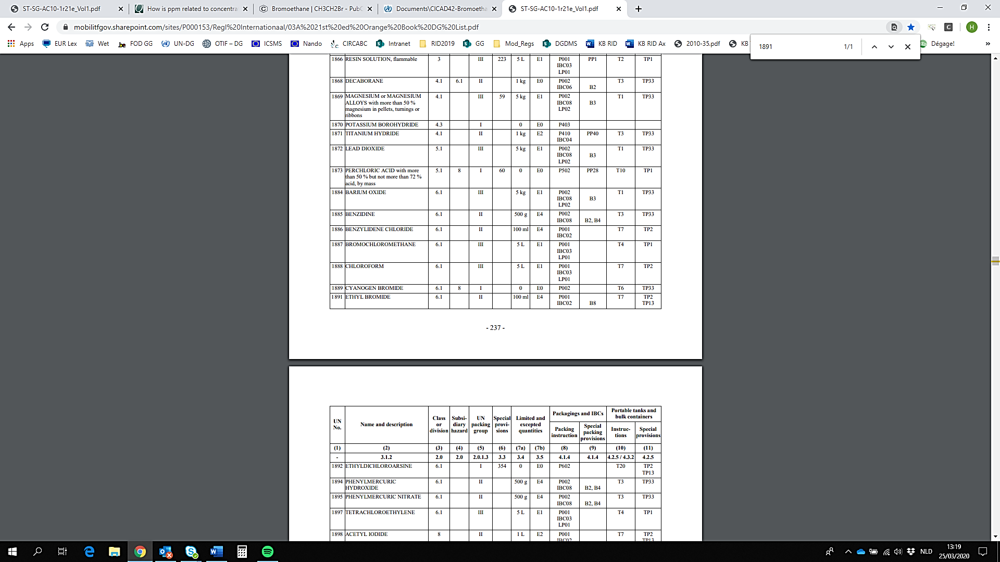 ST-SG-AC10-1r21e_Vol1.pdf
How is ppm related to concentra
Bromoethane | CH3CH2Br - PubC
Documents\CICAD42-Bromoetha
ST-SG-AC10-1r21e_Vol1.pdf
mobilitfgov.sharepoint.com/sites/P000153/Regl%20Internationaal/03A%2021st%20ed%20Orange%20Book%20DG%20List.pdf
H
Apps EUR Lex Wet .be FOD GG UN-DG OTIF – DG ICSMS Nando CIRCABC Intranet RID2019 GG Mod_Regs DGDMS KB RID KB RID Ax 2010-35.pdf KB Dégage! »
1891 1/1
1866 RESIN SOLUTION, flammable 3 III 223 5 L E1 P001 PP1 T2 TP1
IBC03
LP01
1868 DECABORANE 4.1 6.1 II 1 kg E0 P002 T3 TP33
IBC06 B2
1869 MAGNESIUM or MAGNESIUM 4.1 III 59 5 kg E1 P002 T1 TP33
ALLOYS with more than 50 % IBC08 B3
magnesium in pellets, turnings or LP02
ribbons
1870 POTASSIUM BOROHYDRIDE 4.3 I 0 E0 P403
1871 TITANIUM HYDRIDE 4.1 II 1 kg E2 P410 PP40 T3 TP33
IBC04
1872 LEAD DIOXIDE 5.1 III 5 kg E1 P002 T1 TP33
IBC08 B3
LP02
1873 PERCHLORIC ACID with more 5.1 8 I 60 0 E0 P502 PP28 T10 TP1
than 50 % but not more than 72 %
acid, by mass
1884 BARIUM OXIDE 6.1 III 5 kg E1 P002 T1 TP33
IBC08 B3
LP02
1885 BENZIDINE 6.1 II 500 g E4 P002 T3 TP33
IBC08 B2, B4
1886 BENZYLIDENE CHLORIDE 6.1 II 100 ml E4 P001 T7 TP2
IBC02
1887 BROMOCHLOROMETHANE 6.1 III 5 L E1 P001 T4 TP1
IBC03
LP01
1888 CHLOROFORM 6.1 III 5 L E1 P001 T7 TP2
IBC03
LP01
1889 CYANOGEN BROMIDE 6.1 8 I 0 E0 P002 T6 TP33
1891 ETHYL BROMIDE 6.1 II 100 ml E4 P001 T7 TP2
IBC02 B8 TP13
- 237 -
UN No. Name and description Class or division Subsi-diary hazard UN packing group Special provi-sions Limited and excepted quantities Packagings and IBCs Portable tanks and bulk containers
Packing instruction Special packing provisions Instruc-tions Special provisions
(1) (2) (3) (4) (5) (6) (7a) (7b) (8) (9) (10) (11)
- 3.1.2 2.0 2.0 2.0.1.3 3.3 3.4 3.5 4.1.4 4.1.4 4.2.5 / 4.3.2 4.2.5
1892 ETHYLDICHLOROARSINE 6.1 I 354 0 E0 P602 T20 TP2
TP13
1894 PHENYLMERCURIC 6.1 II 500 g E4 P002 T3 TP33
HYDROXIDE IBC08 B2, B4
1895 PHENYLMERCURIC NITRATE 6.1 II 500 g E4 P002 T3 TP33
IBC08 B2, B4
1897 TETRACHLOROETHYLENE 6.1 III 5 L E1 P001 T4 TP1
IBC03
LP01
1898 ACETYL IODIDE 8 II 1 L E2 P001 T7 TP2
IBC02 TP13
NLD
13:19
25/03/2020